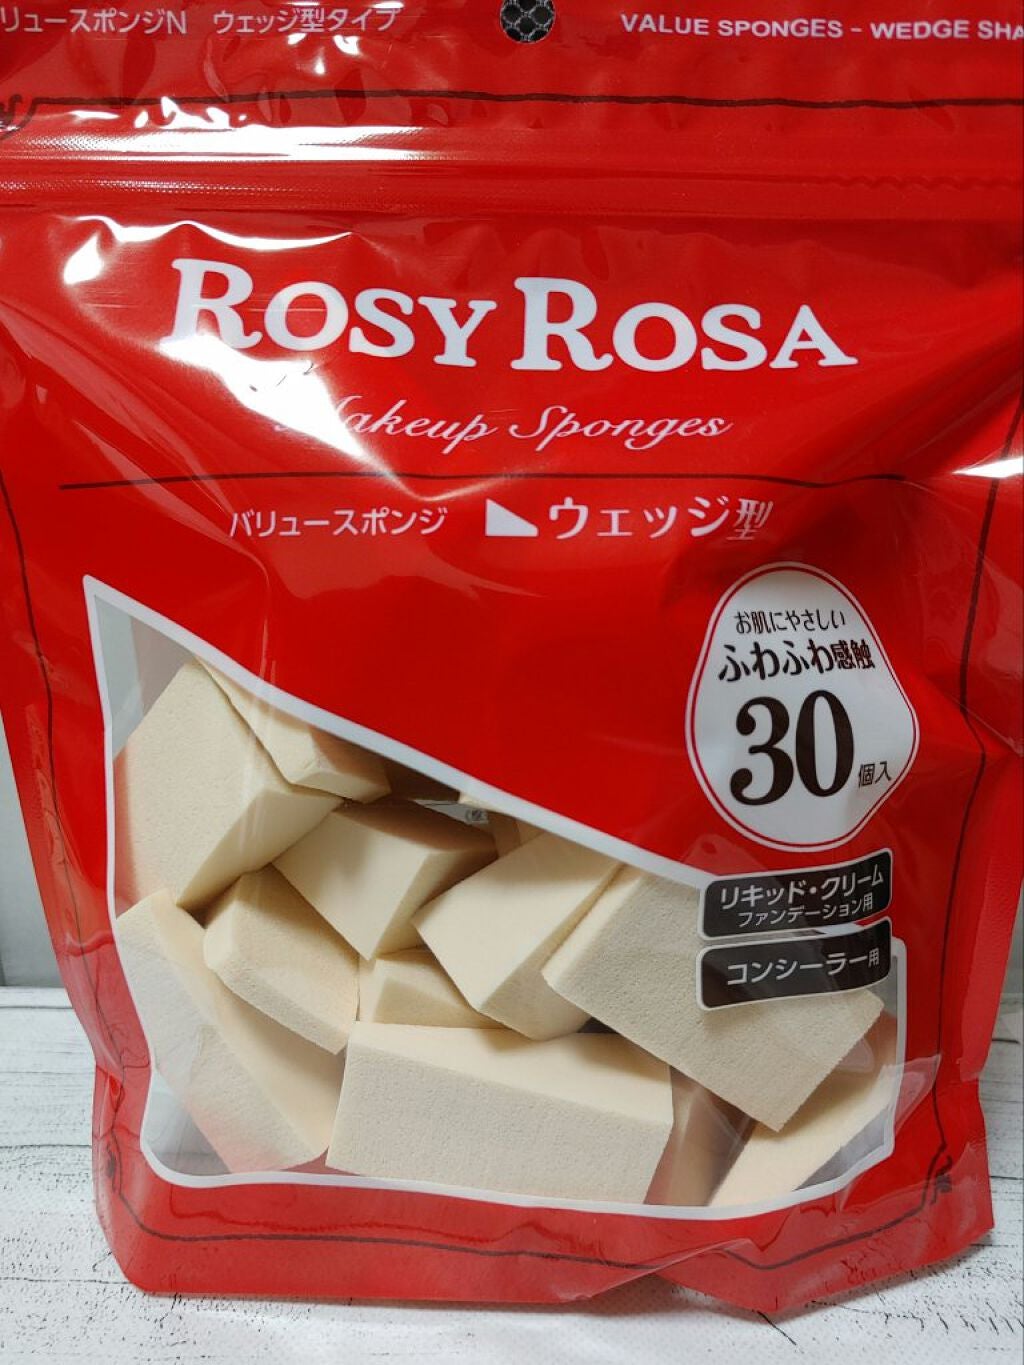 リュースポンジN ウェッジ型タイプ
VALUE SPONGES - WEDGE SHA
ROSY ROSA
Makeup Sponges
バリュースポンジ ウェッジ型
お肌にやさしい
ふわふわ感触
30個入
リキッド・クリーム
ファンデーション用
コンシーラー用